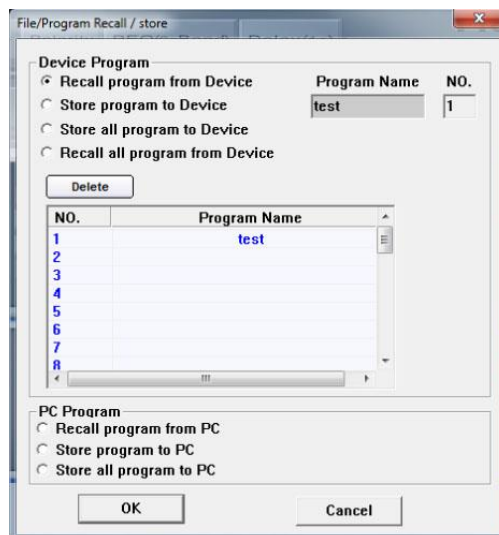 File/Program Recall / store
Device Program
Recall program from Device
Program Name
NO.
Store program to Device
test
1
Store all program to Device
Recall all program from Device
Delete
NO.
Program Name
1
test
2
3
4
5
6
7
8
PC Program
Recall program from PC
Store program to PC
Store all program to PC
OK
Cancel